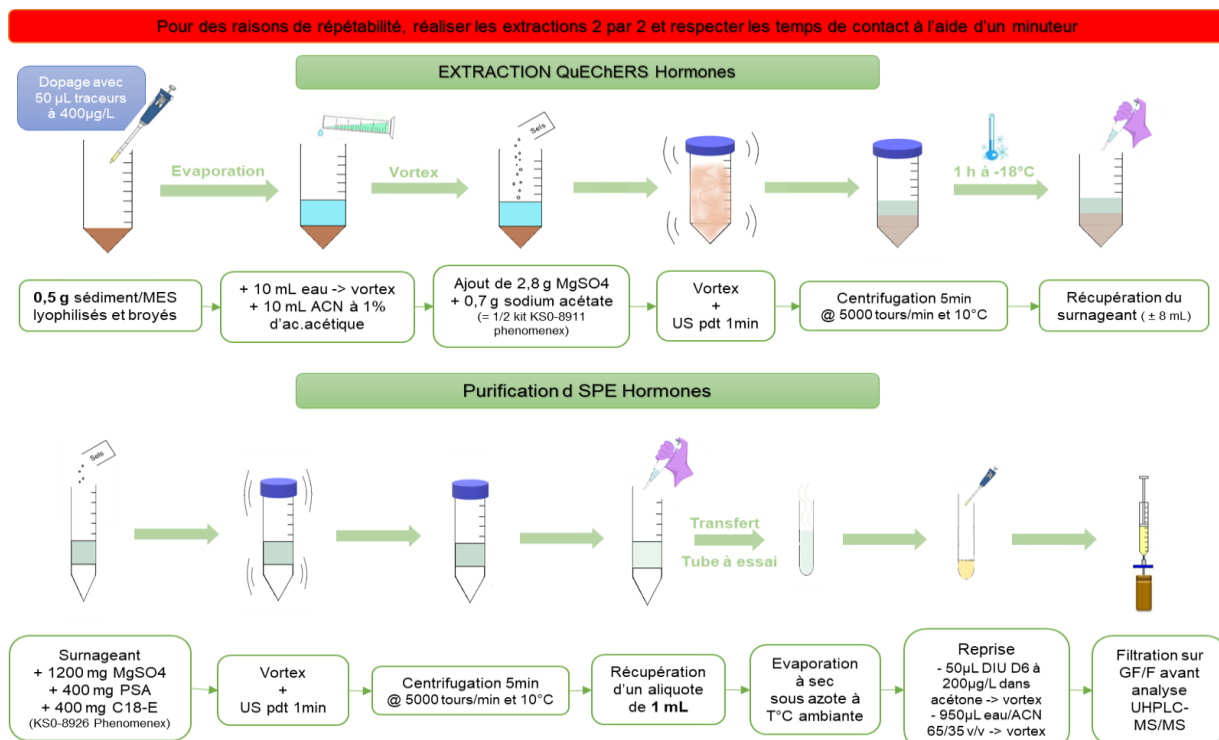 Pour des raisons de répétabilité, réaliser les extractions 2 par 2 et respecter les temps de contact à l'aide d'un minuteur
EXTRACTION QuEChERS Hormones
Dopage avec
50 µL traceurs
à 400µg/L
Evaporation
Vortex
Sels
1 h à -18°C
0,5 g sédiment/MES
lyophilisés et broyés
+ 10 mL eau -> vortex
+ 10 mL ACN à 1%
d'ac.acétique
Ajout de 2,8 g MgSO4
+ 0,7 g sodium acétate
(= 1/2 kit KS0-8911
phenomenex)
Vortex
+
US pdt 1min
Centrifugation 5min
@ 5000 tours/min et 10°C
Récupération du
surnageant ( ± 8 mL)
Purification d SPE Hormones
Sels
Transfert
Tube à essai
Surnageant
+ 1200 mg MgSO4
+ 400 mg PSA
+ 400 mg C18-E
(KS0-8926 Phenomenex)
Vortex
+
US pdt 1min
Centrifugation 5min
@ 5000 tours/min et 10°C
Récupération
d'un aliquote
de 1 mL
Evaporation
à sec
sous azote à
T°C ambiante
Reprise
- 50µL DIU D6 à
200µg/L dans
acétone -> vortex
- 950µL eau/ACN
65/35 v/v -> vortex
Filtration sur
GF/F avant
analyse
UHPLC-
MS/MS